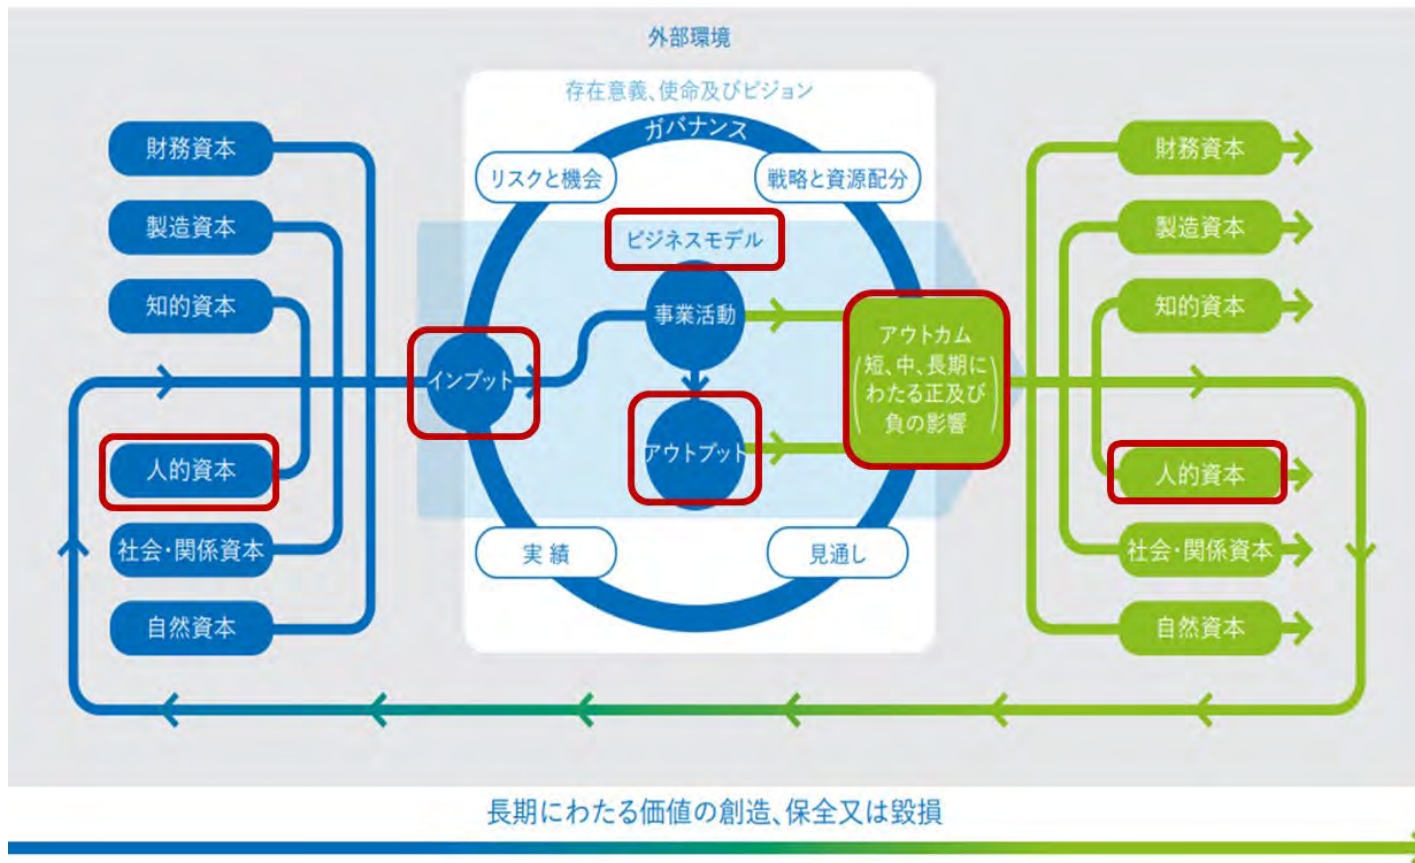 外部環境
存在意義、使命及びビジョン
ガバナンス
リスクと機会
戦略と資源配分
ビジネスモデル
財務資本
製造資本
知的資本
人的資本
社会・関係資本
自然資本
インプット
事業活動
アウトプット
アウトカム
(短、中、長期に
わたる正及び
負の影響)
実績
見通し
財務資本
製造資本
知的資本
人的資本
社会・関係資本
自然資本
長期にわたる価値の創造、保全又は毀損